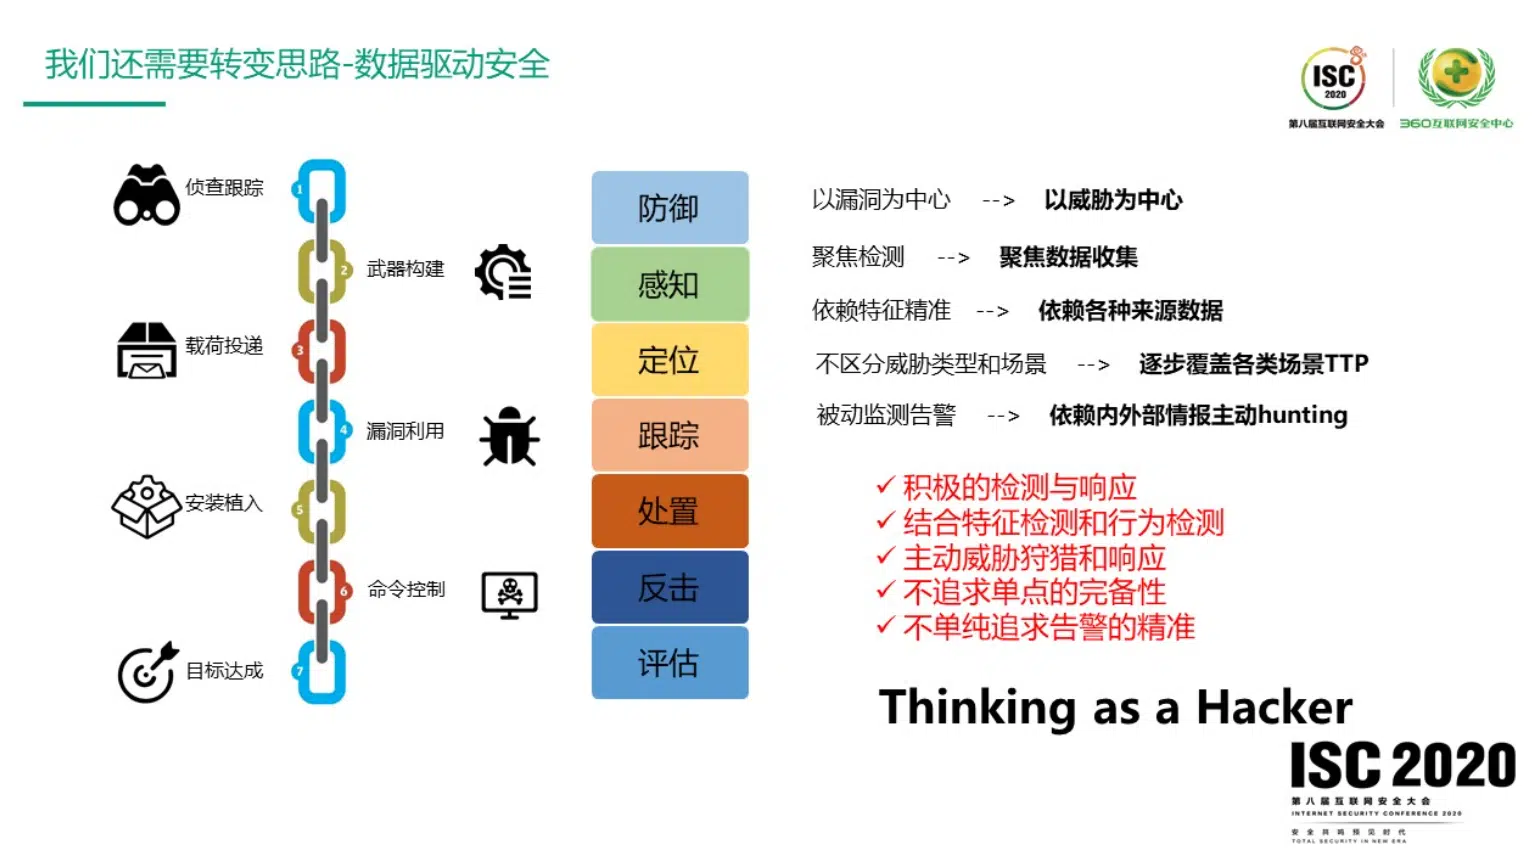 我们还需要转变思路-数据驱动安全
ISC
2020
第八届互联网安全大会
360互联网安全中心
侦查跟踪
1
2
武器构建
载荷投递
3
4
漏洞利用
安装植入
5
6
命令控制
目标达成
7
防御
感知
定位
跟踪
处置
反击
评估
以漏洞为中心 --> 以威胁为中心
聚焦检测 --> 聚焦数据收集
依赖特征精准 --> 依赖各种来源数据
不区分威胁类型和场景 --> 逐步覆盖各类场景TTP
被动监测告警 --> 依赖内外部情报主动hunting
✓ 积极的检测与响应
✓ 结合特征检测和行为检测
✓ 主动威胁狩猎和响应
✓ 不追求单点的完备性
✓ 不单纯追求告警的精准
Thinking as a Hacker
ISC 2020
第八届互联网安全大会
INTERNET SECURITY CONFERENCE 2020
安全共鸣预见时代
TOTAL SECURITY IN NEW ERA